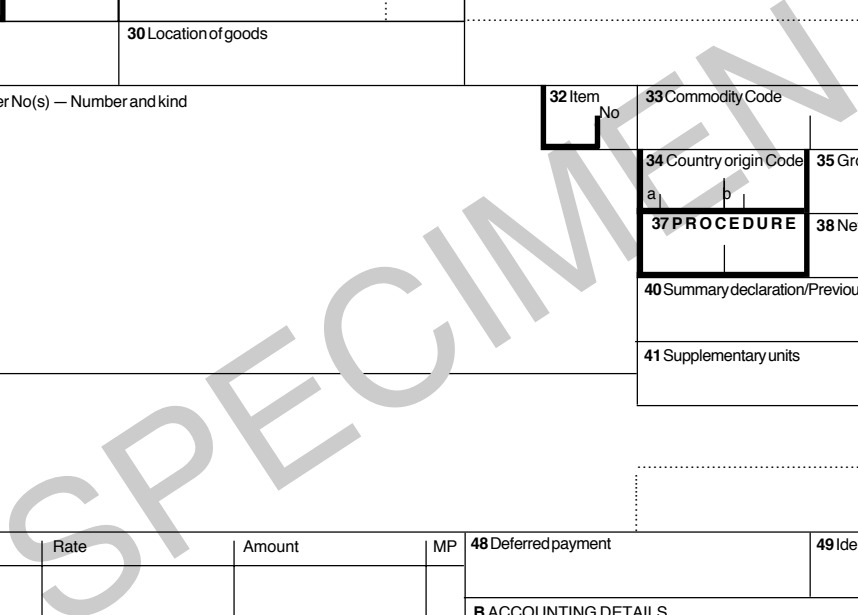 30 Location of goods
er No(s) — Number and kind
32 Item
No
33 Commodity Code
34 Country origin Code
35 Gro
a
b
37 PROCEDURE
38 Ne
40 Summary declaration/Previou
41 Supplementary units
SPECIMEN
Rate
Amount
MP
48 Deferred payment
49 Ide
B ACCOUNTING DETAILS